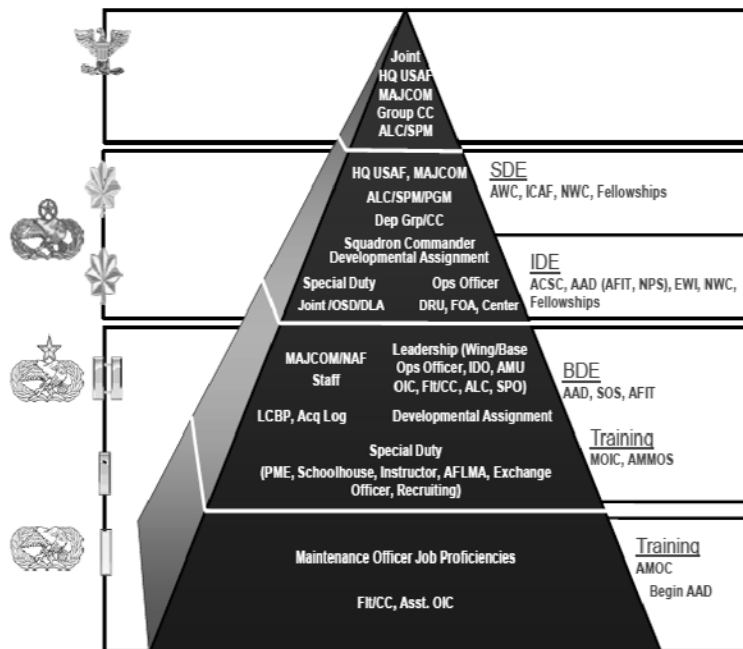 Joint
HQ USAF
MAJCOM
Group CC
ALC/SPM
HQ USAF, MAJCOM
ALC/SPM/PGM
Dep Grp/CC
Squadron Commander
Developmental Assignment
Special Duty
Ops Officer
Joint /OSD/DLA
DRU, FOA, Center
SDE
AWC, ICAF, NWC, Fellowships
IDE
ACSC, AAD (AFIT, NPS), EWI, NWC,
Fellowships
MAJCOM/NAF
Staff
Leadership (Wing/Base
Ops Officer, IDO, AMU
OIC, Flt/CC, ALC, SPO)
LCBP, Acq Log
Developmental Assignment
Special Duty
(PME, Schoolhouse, Instructor, AFLMA, Exchange
Officer, Recruiting)
BDE
AAD, SOS, AFIT
Training
MOIC, AMMOS
Maintenance Officer Job Proficiencies
Flt/CC, Asst. OIC
Training
AMOC
Begin AAD